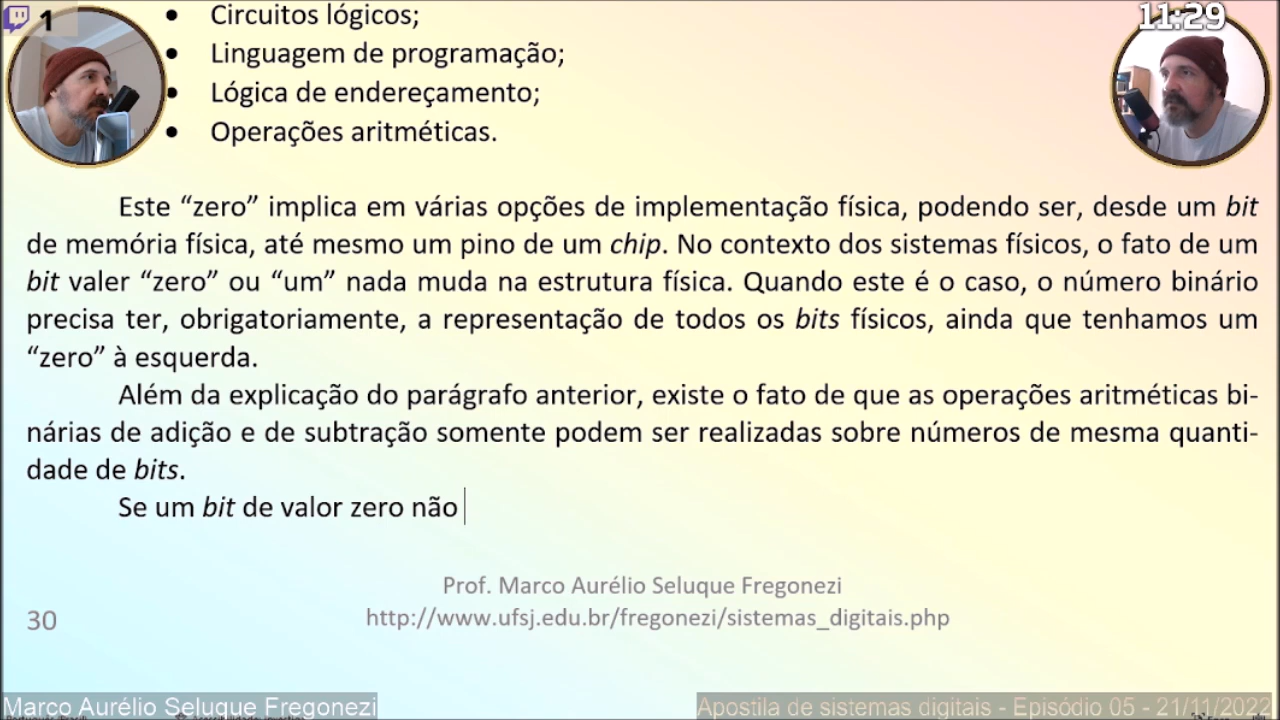 1
11:29
• Circuitos lógicos;
• Linguagem de programação;
• Lógica de endereçamento;
• Operações aritméticas.
Este “zero” implica em várias opções de implementação física, podendo ser, desde um bit
de memória física, até mesmo um pino de um chip. No contexto dos sistemas físicos, o fato de um
bit valer “zero” ou “um” nada muda na estrutura física. Quando este é o caso, o número binário
precisa ter, obrigatoriamente, a representação de todos os bits físicos, ainda que tenhamos um
“zero” à esquerda.
Além da explicação do parágrafo anterior, existe o fato de que as operações aritméticas bi-
nárias de adição e de subtração somente podem ser realizadas sobre números de mesma quanti-
dade de bits.
Se um bit de valor zero não
Prof. Marco Aurélio Seluque Fregonezi
30
http://www.ufsj.edu.br/fregonezi/sistemas_digitais.php
Marco Aurélio Seluque Fregonezi
Apostila de sistemas digitais - Episódio 05 - 21/11/2022